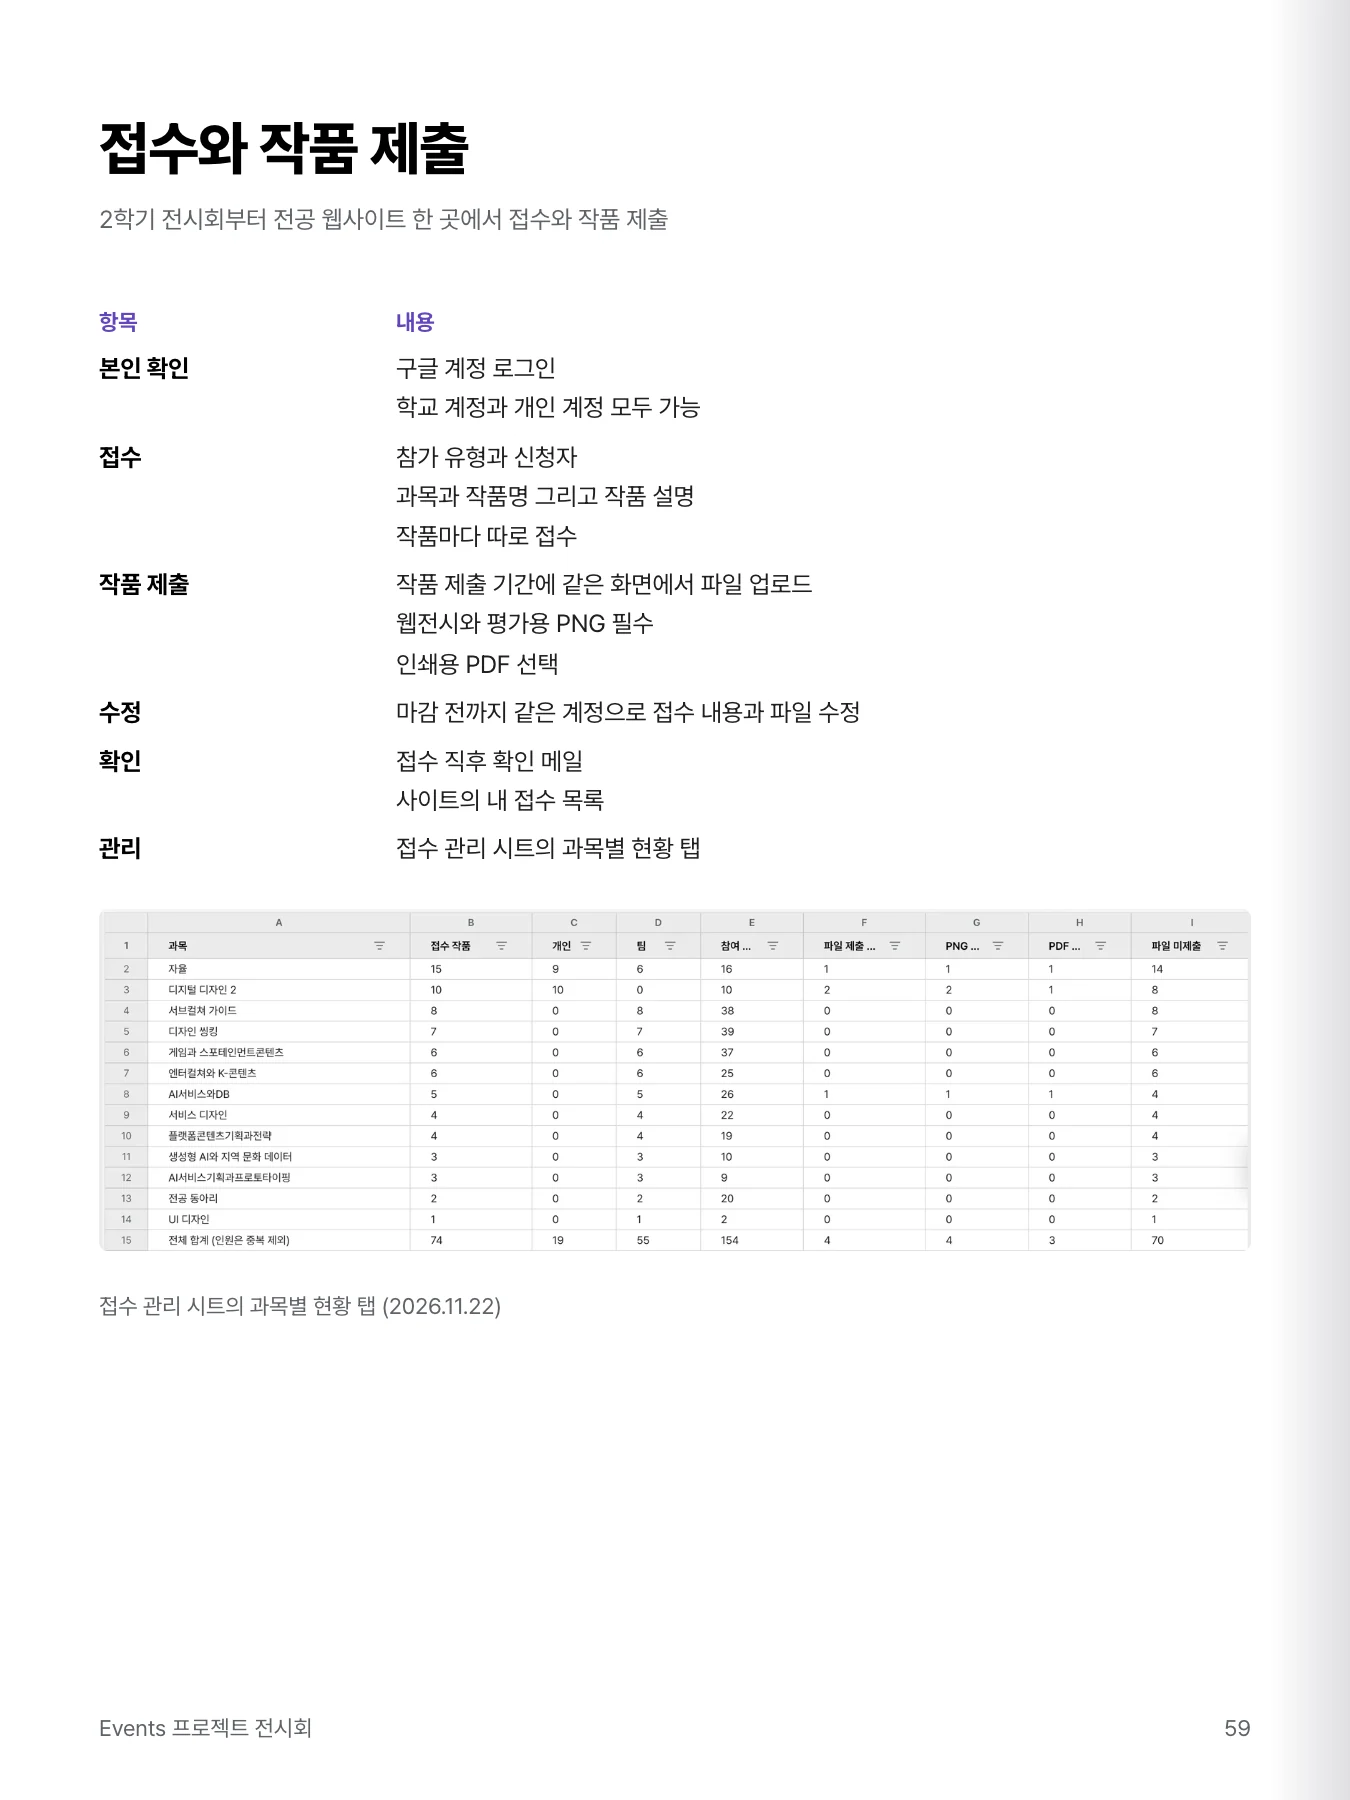 접수와 작품 제출
2학기 전시회부터 전공 웹사이트 한 곳에서 접수와 작품 제출
항목 내용
본인 확인 구글 계정 로그인
학교 계정과 개인 계정 모두 가능
접수 참가 유형과 신청자
과목과 작품명 그리고 작품 설명
작품마다 따로 접수
작품 제출 작품 제출 기간에 같은 화면에서 파일 업로드
웹전시와 평가용 PNG 필수
인쇄용 PDF 선택
수정 마감 전까지 같은 계정으로 접수 내용과 파일 수정
확인 접수 직후 확인 메일
사이트의 내 접수 목록
관리 접수 관리 시트의 과목별 현황 탭
A B C D E F G H I
1 과목 접수 작품 개인 팀 참여 ... 파일 제출 ... PNG ... PDF ... 파일 미제출
2 자율 15 9 6 16 1 1 1 14
3 디지털 디자인 2 10 10 0 10 2 2 1 8
4 서브컬쳐 가이드 8 0 8 38 0 0 0 8
5 디자인 씽킹 7 0 7 39 0 0 0 7
6 게임과 스포테인먼트콘텐츠 6 0 6 37 0 0 0 6
7 엔터컬쳐와 K-콘텐츠 6 0 6 25 0 0 0 6
8 AI서비스와DB 5 0 5 26 1 1 1 4
9 서비스 디자인 4 0 4 22 0 0 0 4
10 플랫폼콘텐츠기획과전략 4 0 4 19 0 0 0 4
11 생성형 AI와 지역 문화 데이터 3 0 3 10 0 0 0 3
12 AI서비스기획과프로토타이핑 3 0 3 9 0 0 0 3
13 전공 동아리 2 0 2 20 0 0 0 2
14 UI 디자인 1 0 1 2 0 0 0 1
15 전체 합계 (인원은 중복 제외) 74 19 55 154 4 4 3 70
접수 관리 시트의 과목별 현황 탭 (2026.11.22)
Events 프로젝트 전시회 59